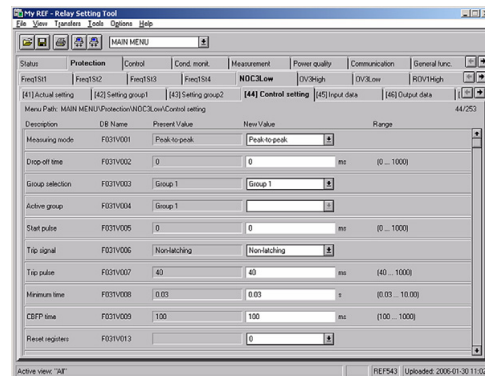 My REF - Relay Setting Tool
File View Transfers Tools Options Help
MAIN MENU
Status Protection Control Cond. monit. Measurement Power quality Communication General func.
Freq1St1 Freq1St2 Freq1St3 Freq1St4 NOC3Low OV3High OV3Low ROV1High
[41] Actual setting [42] Setting group1 [43] Setting group2 [44] Control setting [45] Input data [46] Output data
Menu Path: MAIN MENU\Protection\NOC3Low\Control setting 44/253
Description DB Name Present Value New Value Range
Measuring mode F031V001 Peak-to-peak Peak-to-peak
Drop-off time F031V002 0 0 ms (0 ... 1000)
Group selection F031V003 Group 1 Group 1
Active group F031V004 Group 1
Start pulse F031V005 0 0 ms (0 ... 1000)
Trip signal F031V006 Non-latching Non-latching
Trip pulse F031V007 40 40 ms (40 ... 1000)
Minimum time F031V008 0.03 0.03 s (0.03 ... 10.00)
CBFP time F031V009 100 100 ms (100 ... 1000)
Reset registers F031V013 0
Active view: "All" REF543 Uploaded: 2006-01-30 11:02